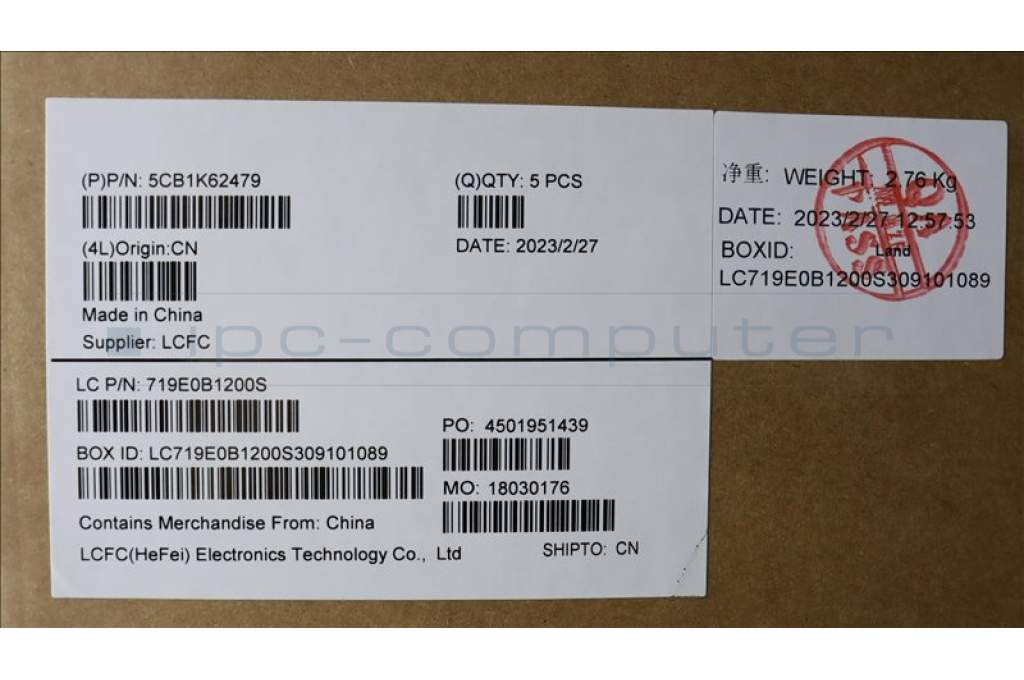 (P)P/N: 5CB1K62479
(Q)QTY: 5 PCS
(4L)Origin:CN
DATE: 2023/2/27
Made in China
Supplier: LCFC
净重: WEIGHT: 2.76 Kg
DATE: 2023/2/27 12:57:53
BOXID: Land
LC719E0B1200S309101089
ipc-computer
LC P/N: 719E0B1200S
PO: 4501951439
BOX ID: LC719E0B1200S309101089
MO: 18030176
Contains Merchandise From: China
LCFC(HeFei) Electronics Technology Co., Ltd
SHIPTO: CN